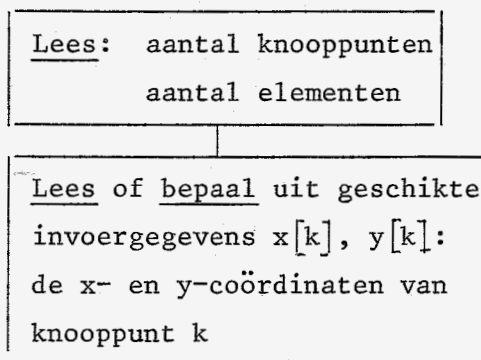 Lees: aantal knooppunten
aantal elementen
Lees of bepaal uit geschikte
invoergegevens x[k], y[k]:
de x- en y-coördinaten van
knooppunt k